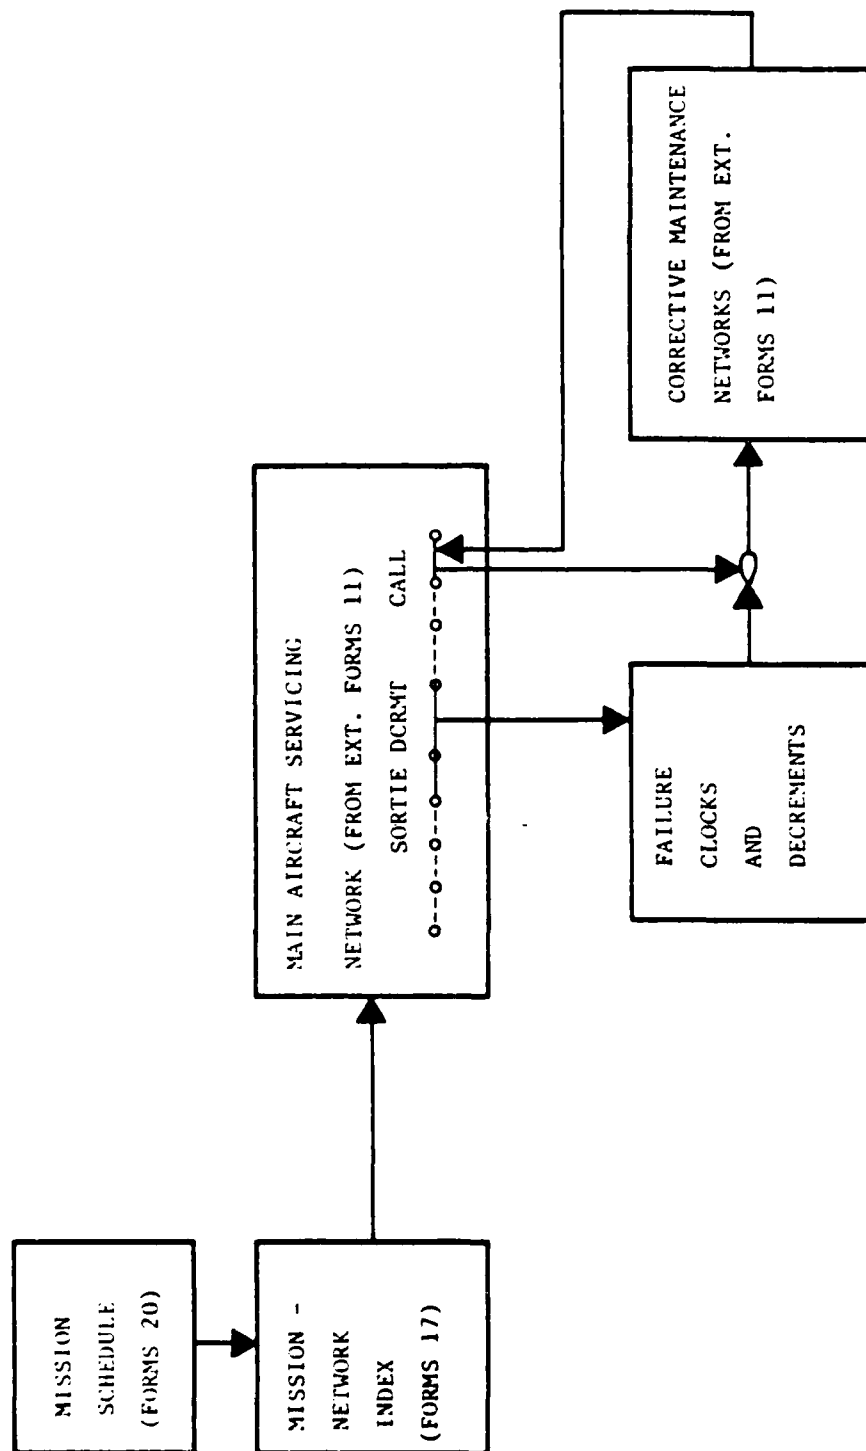 MISSION
SCHEDULE
(FORMS 20)
MISSION -
NETWORK
INDEX
(FORMS 17)
MAIN AIRCRAFT SERVICING
NETWORK (FROM EXT. FORMS 11)
SORTIE DCRMT CALL
FAILURE
CLOCKS
AND
DECREMENTS
CORRECTIVE MAINTENANCE
NETWORKS (FROM EXT.
FORMS 11)